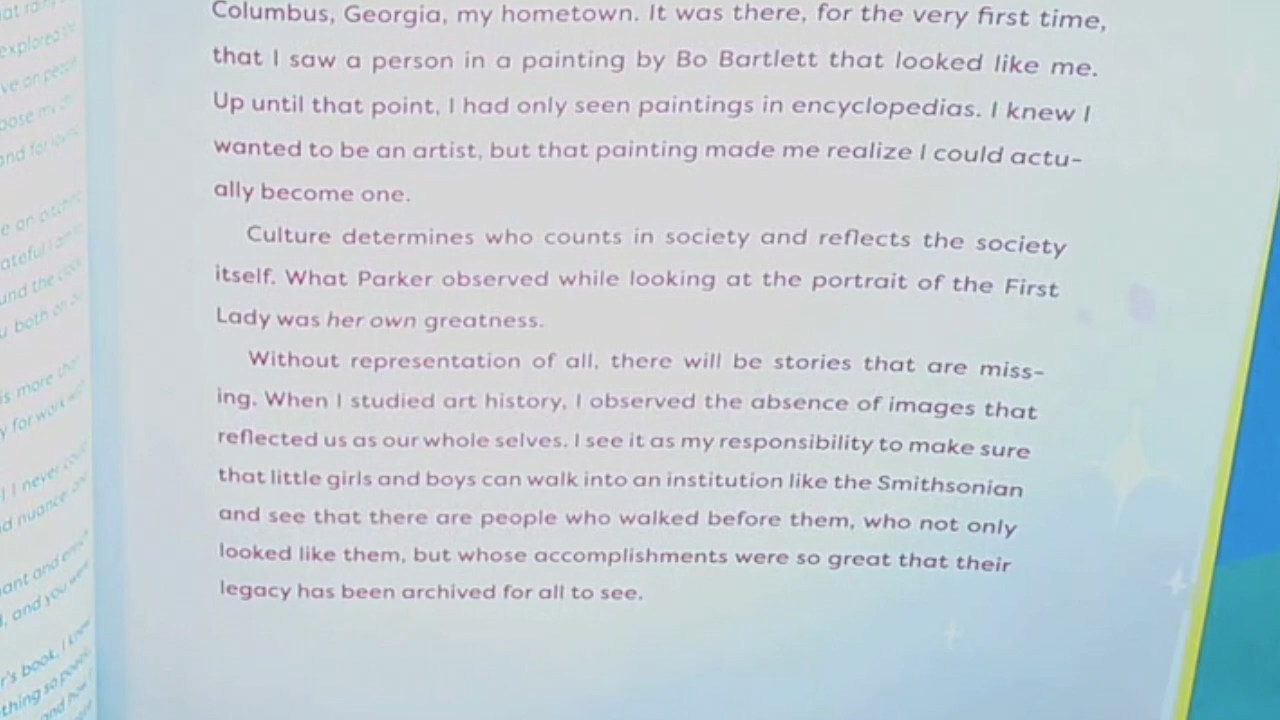 Columbus, Georgia, my hometown. It was there, for the very first time,
that I saw a person in a painting by Bo Bartlett that looked like me.
Up until that point, I had only seen paintings in encyclopedias. I knew I
wanted to be an artist, but that painting made me realize I could actu-
ally become one.
Culture determines who counts in society and reflects the society
itself. What Parker observed while looking at the portrait of the First
Lady was her own greatness.
Without representation of all, there will be stories that are miss-
ing. When I studied art history, I observed the absence of images that
reflected us as our whole selves. I see it as my responsibility to make sure
that little girls and boys can walk into an institution like the Smithsonian
and see that there are people who walked before them, who not only
looked like them, but whose accomplishments were so great that their
legacy has been archived for all to see.